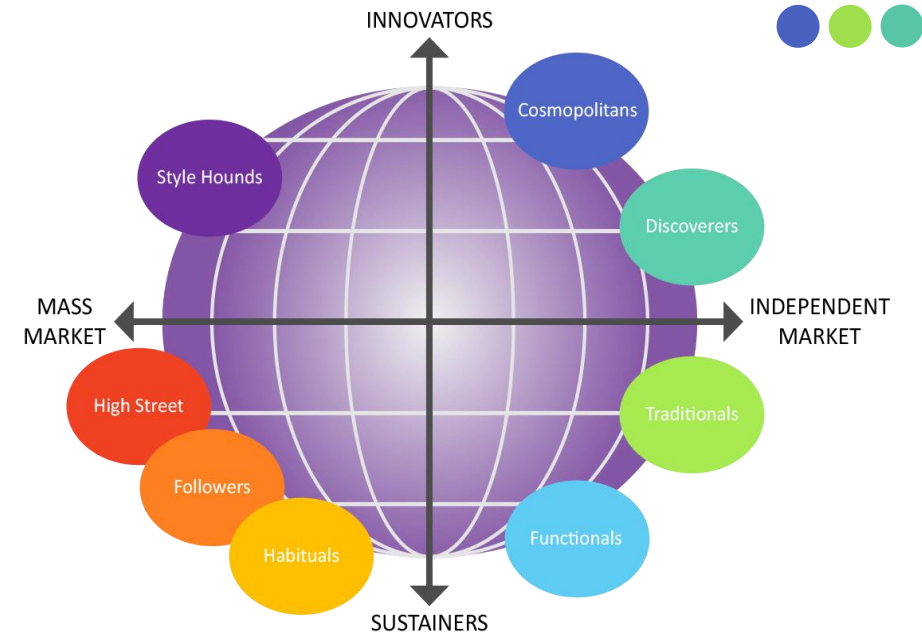 INNOVATORS
Cosmopolitans
Style Hounds
Discoverers
MASS
MARKET
INDEPENDENT
MARKET
High Street
Traditionals
Followers
Functionals
Habituals
SUSTAINERS